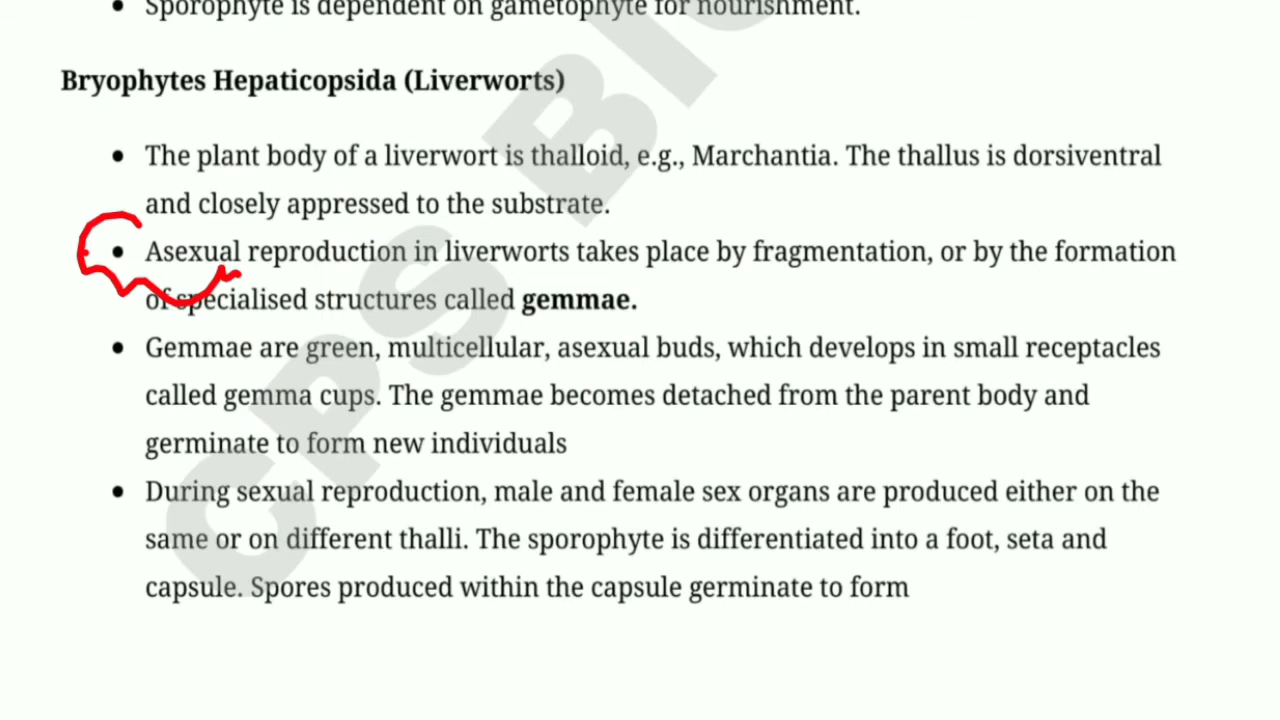 • Sporophyte is dependent on gametophyte for nourishment.
Bryophytes Hepaticopsida (Liverworts)
• The plant body of a liverwort is thalloid, e.g., Marchantia. The thallus is dorsiventral
and closely appressed to the substrate.
• Asexual reproduction in liverworts takes place by fragmentation, or by the formation
of specialised structures called gemmae.
• Gemmae are green, multicellular, asexual buds, which develops in small receptacles
called gemma cups. The gemmae becomes detached from the parent body and
germinate to form new individuals
• During sexual reproduction, male and female sex organs are produced either on the
same or on different thalli. The sporophyte is differentiated into a foot, seta and
capsule. Spores produced within the capsule germinate to form
CPS BIO